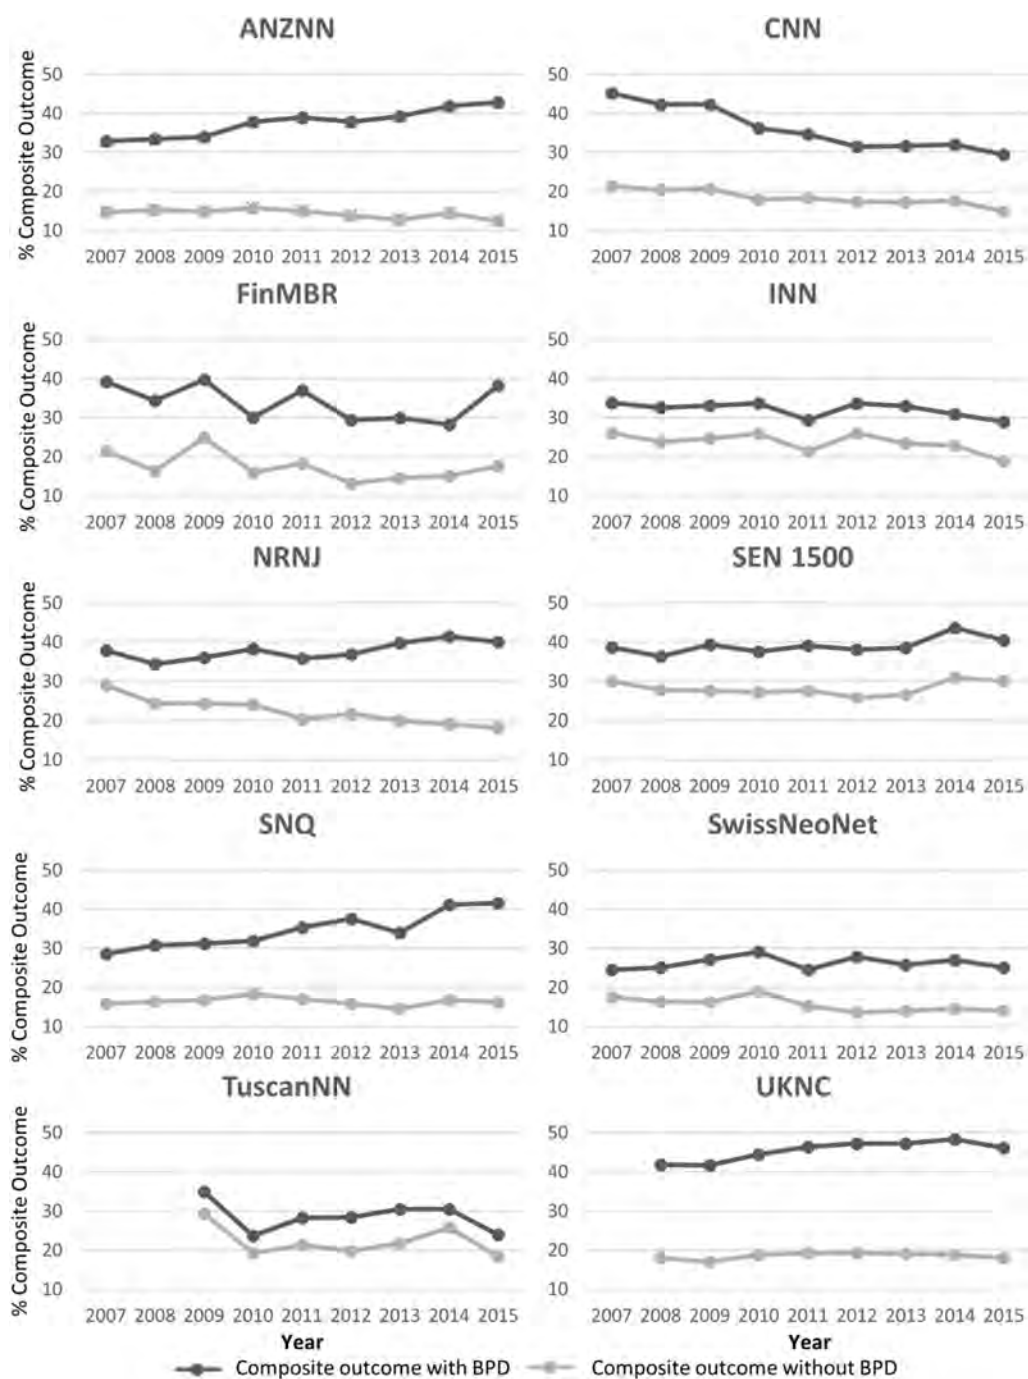 ANZNN CNN
% Composite Outcome
50 50
40 40
30 30
20 20
10 10
2007 2008 2009 2010 2011 2012 2013 2014 2015 2007 2008 2009 2010 2011 2012 2013 2014 2015
FinMBR INN
% Composite Outcome
50 50
40 40
30 30
20 20
10 10
2007 2008 2009 2010 2011 2012 2013 2014 2015 2007 2008 2009 2010 2011 2012 2013 2014 2015
NRNJ SEN 1500
% Composite Outcome
50 50
40 40
30 30
20 20
10 10
2007 2008 2009 2010 2011 2012 2013 2014 2015 2007 2008 2009 2010 2011 2012 2013 2014 2015
SNQ SwissNeoNet
% Composite Outcome
50 50
40 40
30 30
20 20
10 10
2007 2008 2009 2010 2011 2012 2013 2014 2015 2007 2008 2009 2010 2011 2012 2013 2014 2015
TuscanNN UKNC
% Composite Outcome
50 50
40 40
30 30
20 20
10 10
2007 2008 2009 2010 2011 2012 2013 2014 2015 2007 2008 2009 2010 2011 2012 2013 2014 2015
Year Year
Composite outcome with BPD Composite outcome without BPD